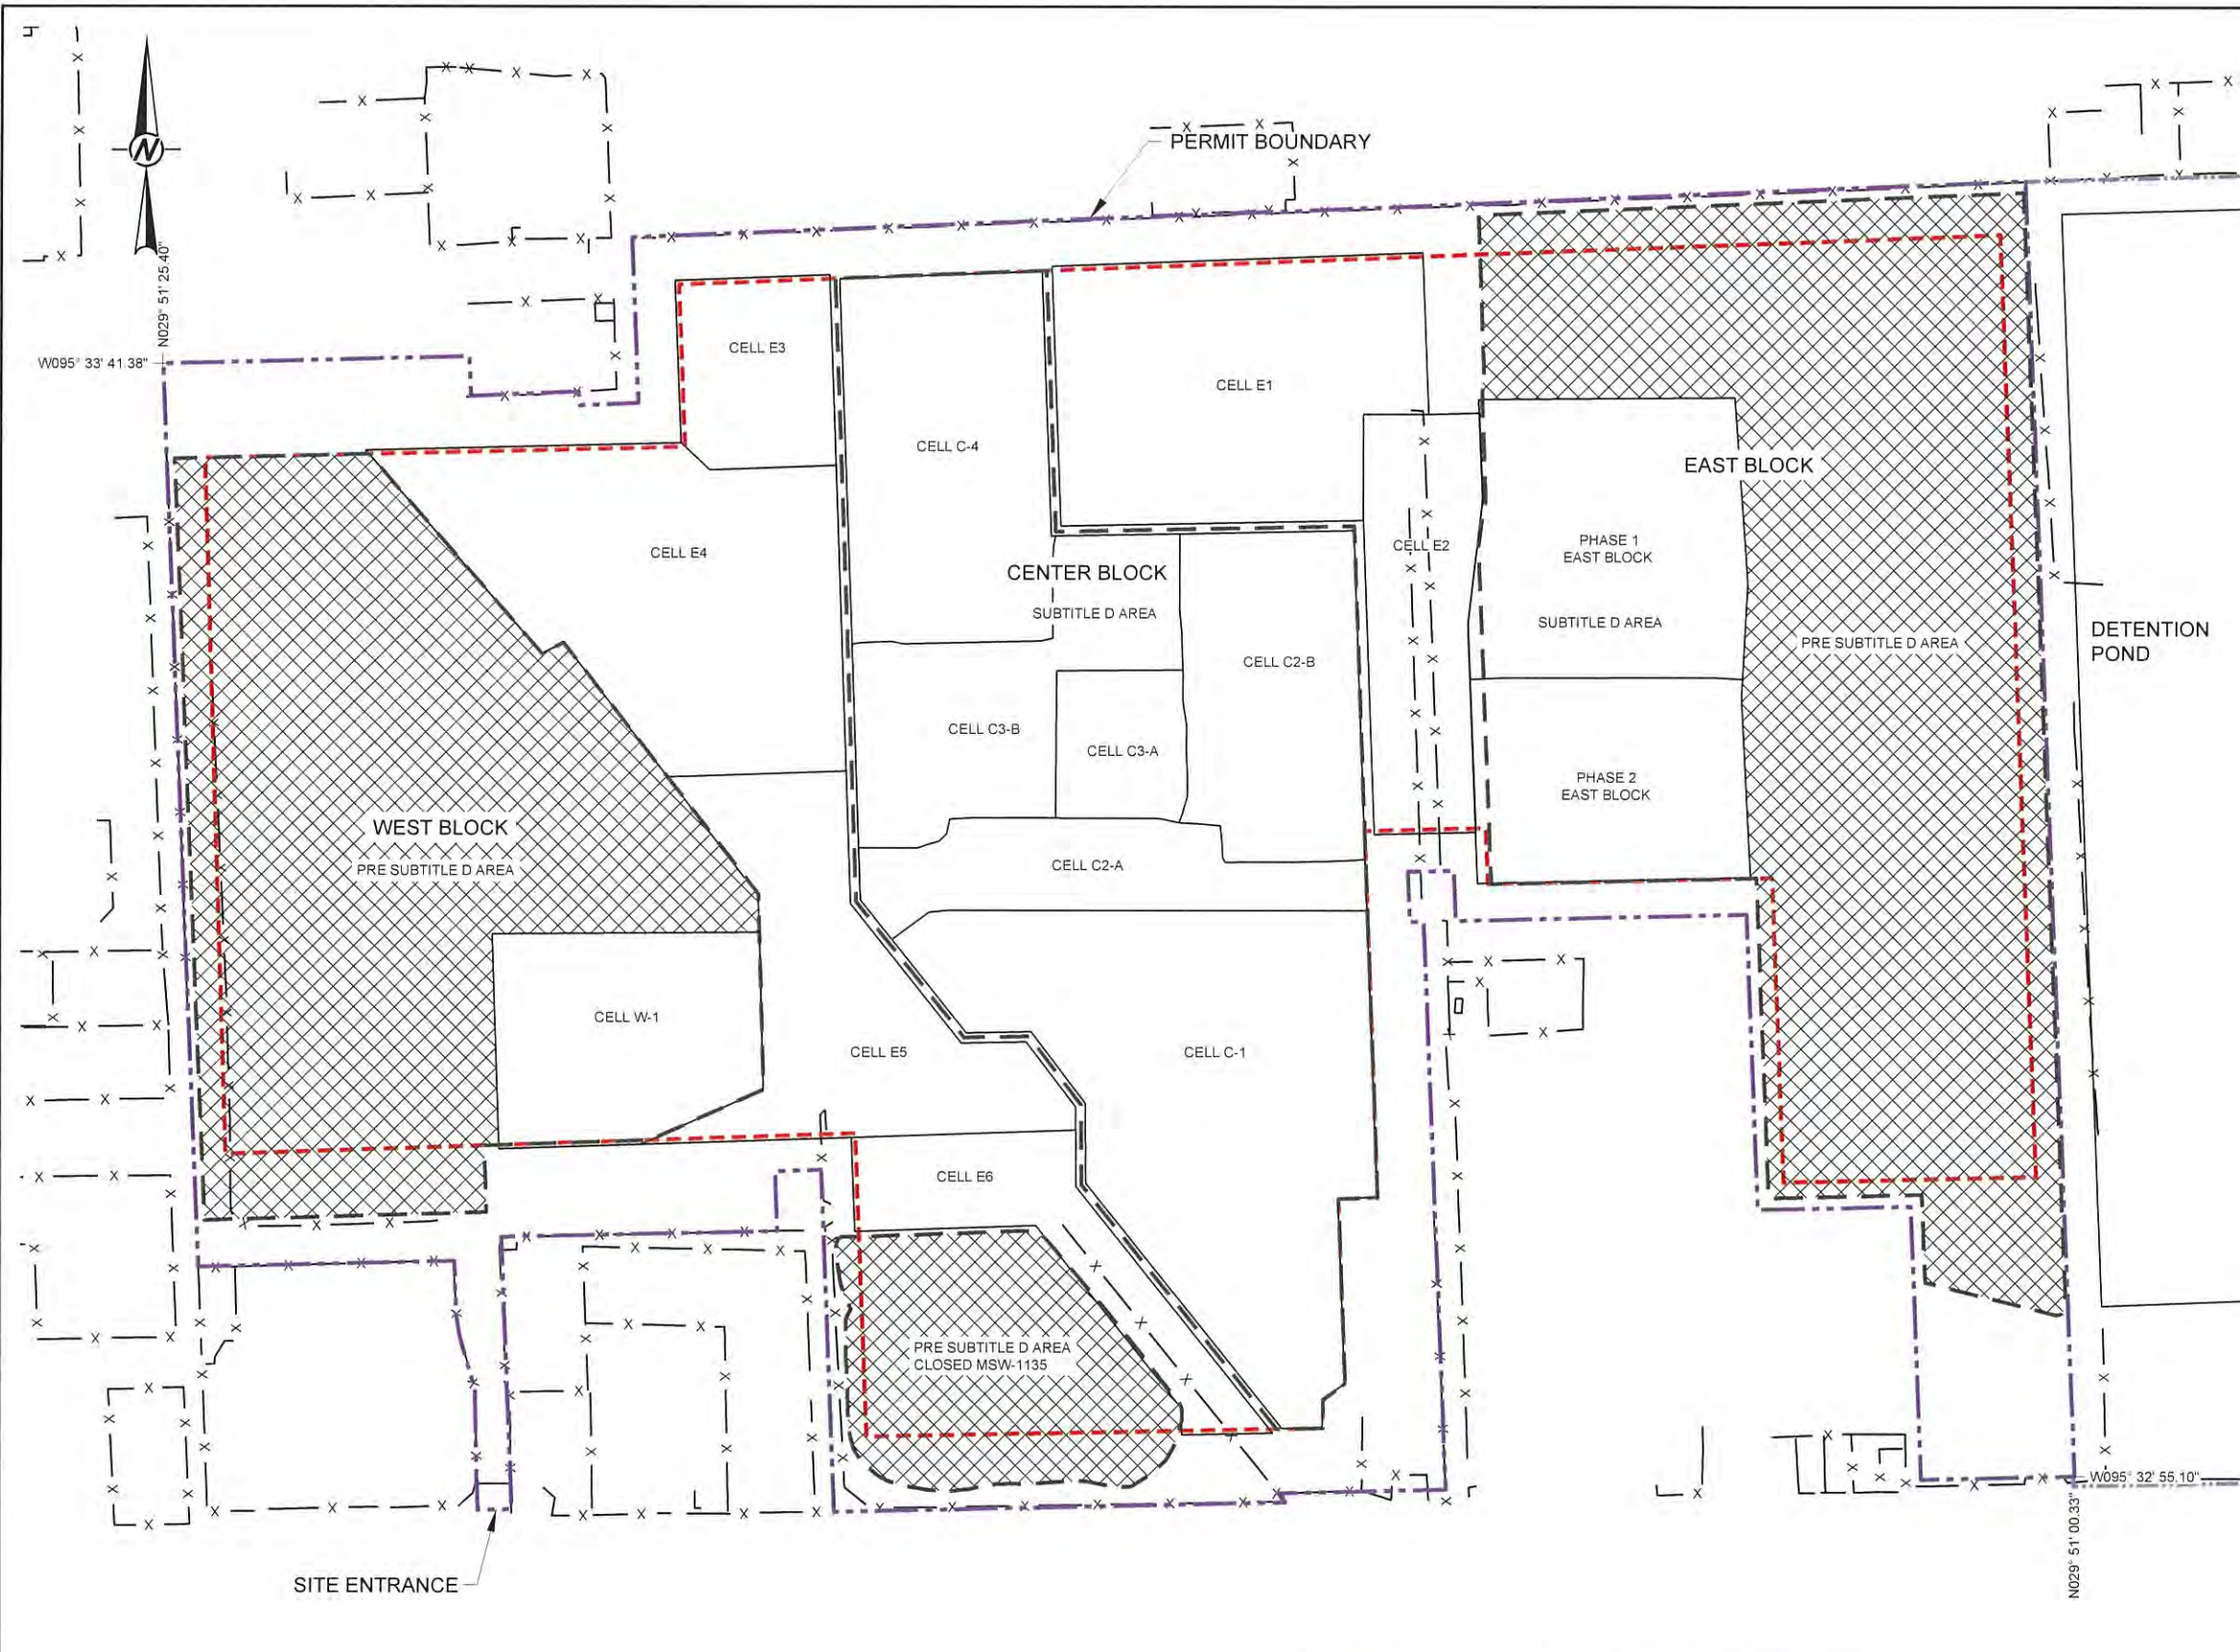 PERMIT BOUNDARY
N
N029° 51' 25.40"
W095° 33' 41.38"
CELL E3
CELL E1
CELL C-4
EAST BLOCK
CELL E4
CELL E2
PHASE 1
EAST BLOCK
CENTER BLOCK
SUBTITLE D AREA
SUBTITLE D AREA
PRE SUBTITLE D AREA
DETENTION
POND
CELL C2-B
CELL C3-B
CELL C3-A
PHASE 2
EAST BLOCK
WEST BLOCK
PRE SUBTITLE D AREA
CELL C2-A
CELL W-1
CELL E5
CELL C-1
CELL E6
PRE SUBTITLE D AREA
CLOSED MSW-1135
W095° 32' 55.10"
N029° 51' 00.33"
SITE ENTRANCE